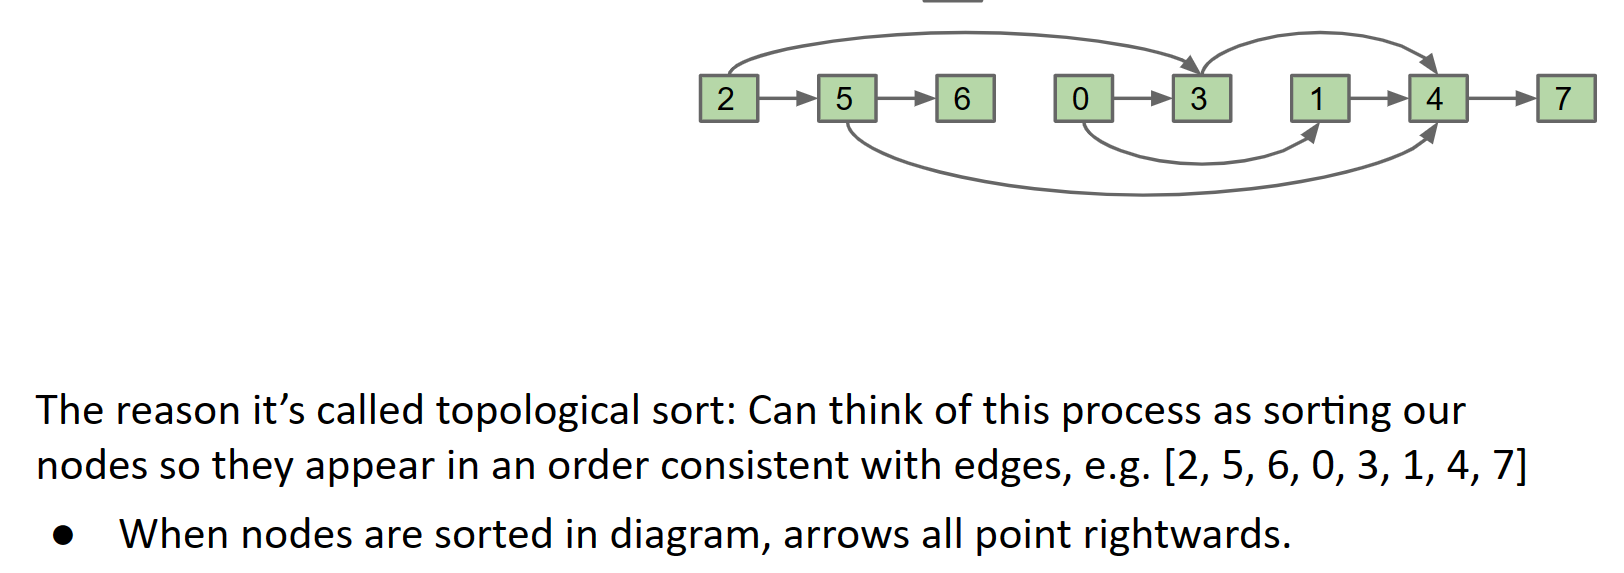 2 5 6 0 3 1 4 7
The reason it’s called topological sort: Can think of this process as sorting our
nodes so they appear in an order consistent with edges, e.g. [2, 5, 6, 0, 3, 1, 4, 7]
● When nodes are sorted in diagram, arrows all point rightwards.